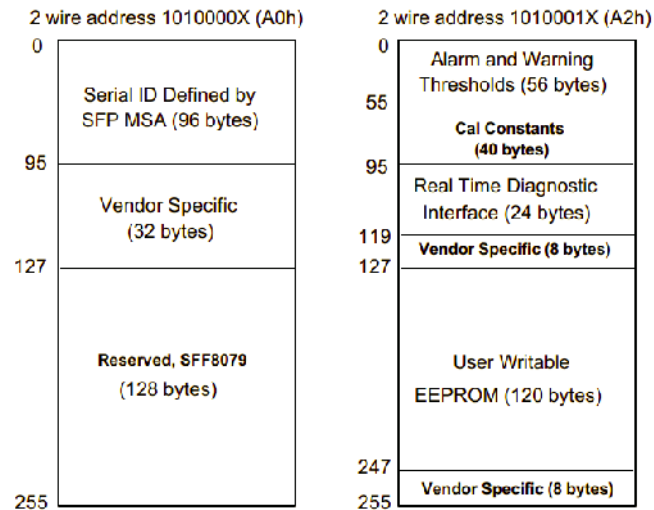 2 wire address 1010000X (A0h)
0
Serial ID Defined by
SFP MSA (96 bytes)
95
Vendor Specific
(32 bytes)
127
Reserved, SFF8079
(128 bytes)
255
2 wire address 1010001X (A2h)
0
Alarm and Warning
Thresholds (56 bytes)
55
Cal Constants
(40 bytes)
95
Real Time Diagnostic
Interface (24 bytes)
119
Vendor Specific (8 bytes)
127
User Writable
EEPROM (120 bytes)
247
Vendor Specific (8 bytes)
255